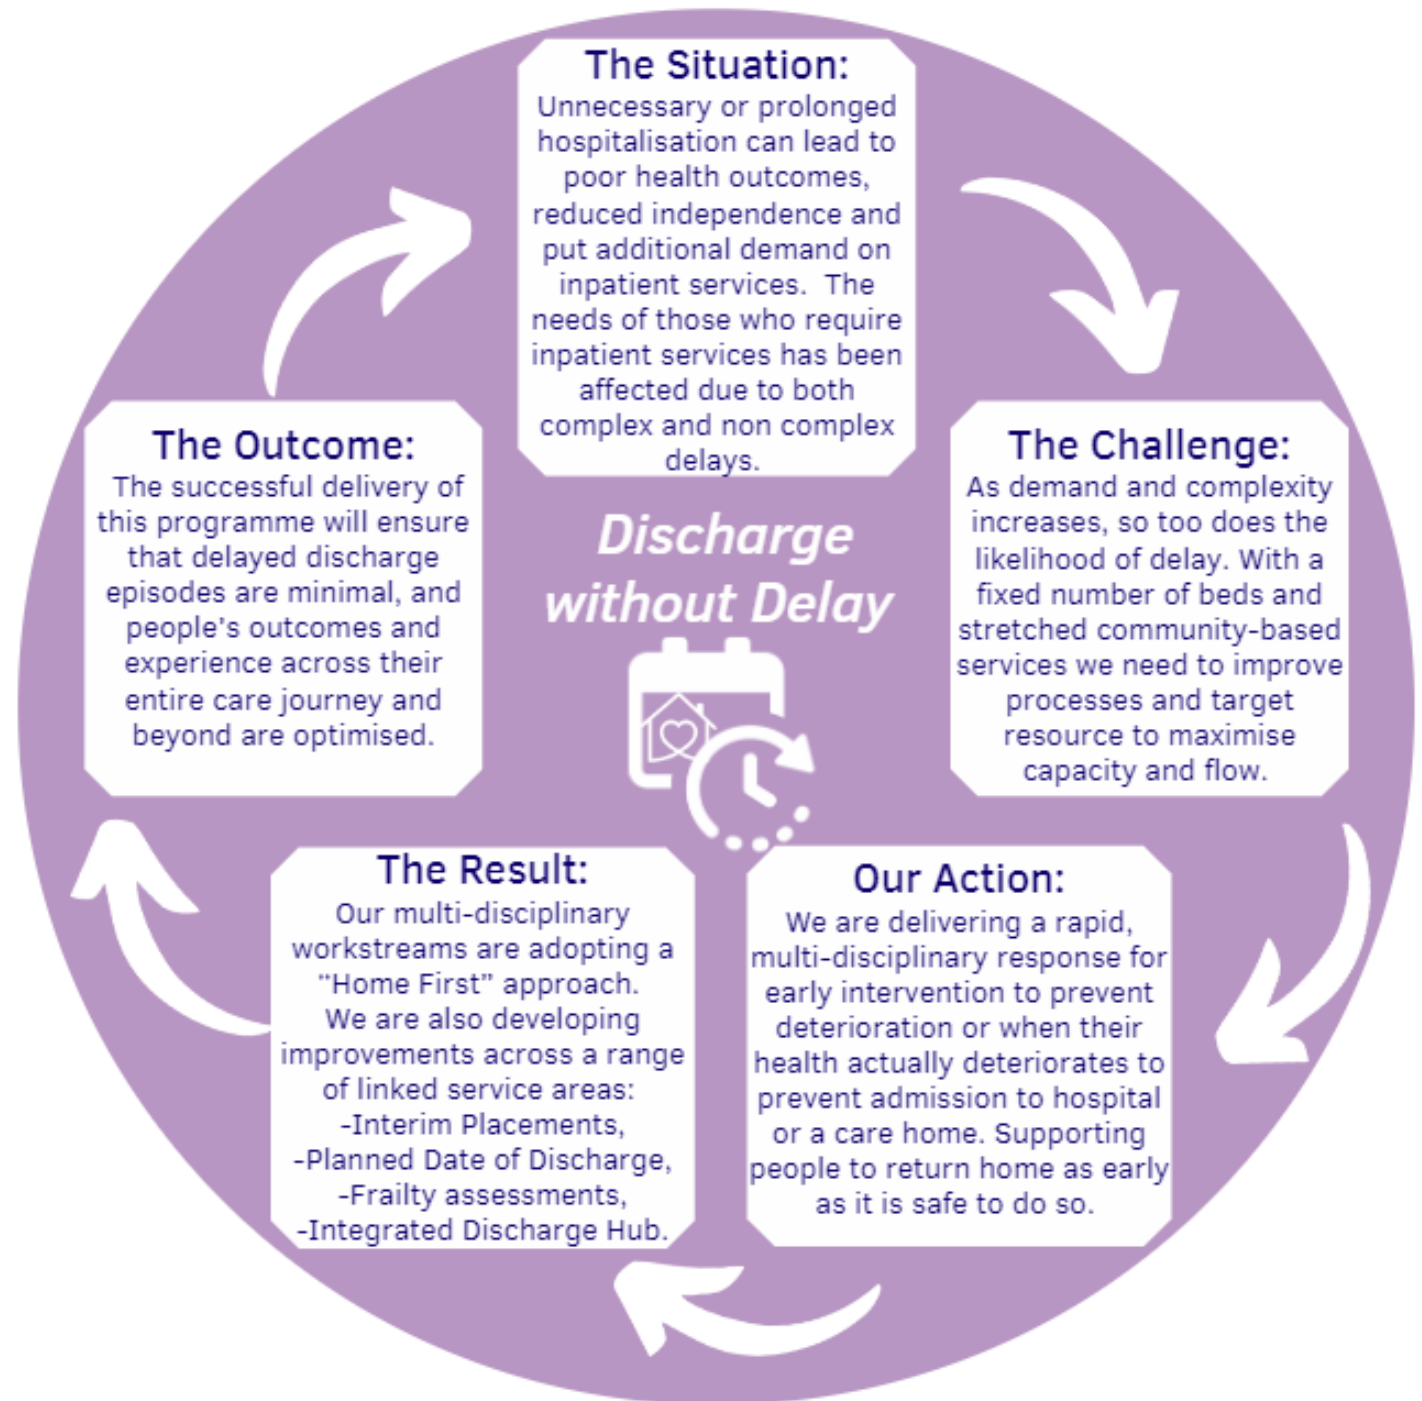 The Situation:
Unnecessary or prolonged
hospitalisation can lead to
poor health outcomes,
reduced independence and
put additional demand on
inpatient services.  The
needs of those who require
inpatient services has been
affected due to both
complex and non complex
delays.
The Challenge:
As demand and complexity
increases, so too does the
likelihood of delay. With a
fixed number of beds and
stretched community-based
services we need to improve
processes and target
resource to maximise
capacity and flow.
Our Action:
We are delivering a rapid,
multi-disciplinary response for
early intervention to prevent
deterioration or when their
health actually deteriorates to
prevent admission to hospital
or a care home. Supporting
people to return home as early
as it is safe to do so.
The Result:
Our multi-disciplinary
workstreams are adopting a
"Home First" approach.
We are also developing
improvements across a range
of linked service areas:
-Interim Placements,
-Planned Date of Discharge,
-Frailty assessments,
-Integrated Discharge Hub.
The Outcome:
The successful delivery of
this programme will ensure
that delayed discharge
episodes are minimal, and
people's outcomes and
experience across their
entire care journey and
beyond are optimised.
Discharge
without Delay